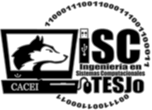 ISC
Ingeniería en
Sistemas Computacionales
CACEI
TESJo